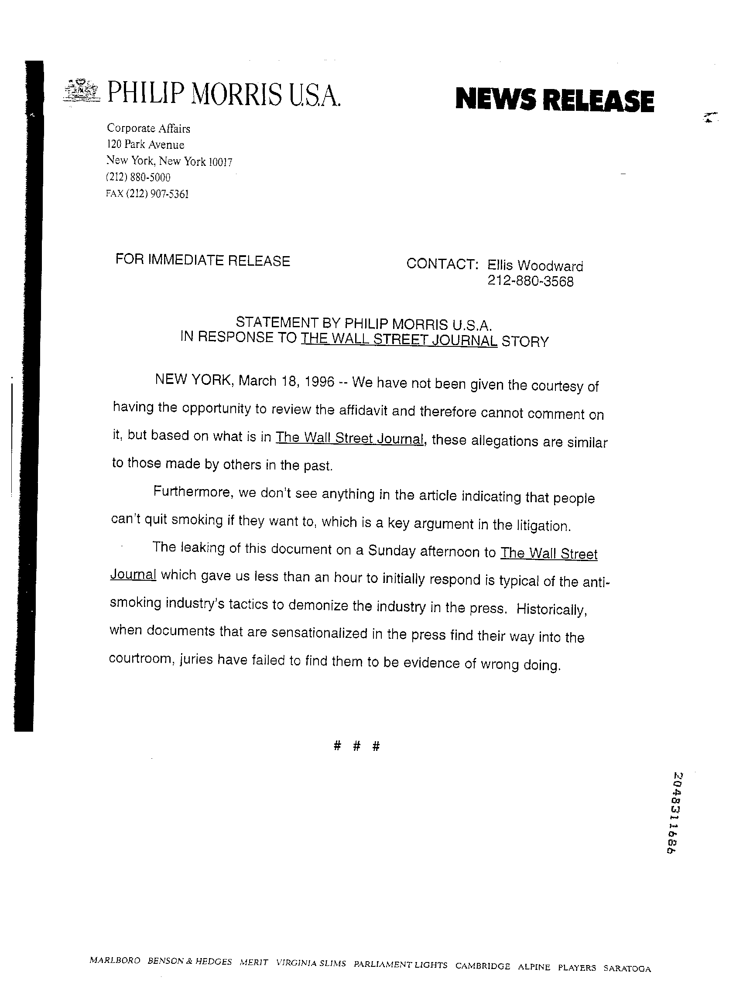 PHILIP MORRIS U.S.A.
NEWS RELEASE
Corporate Affairs
120 Park Avenue
New York, New York 10017
(212) 880-5000
FAX (212) 907-5361
FOR IMMEDIATE RELEASE
CONTACT: Ellis Woodward
212-880-3568
STATEMENT BY PHILIP MORRIS U.S.A.
IN RESPONSE TO THE WALL STREET JOURNAL STORY
NEW YORK, March 18, 1996 -- We have not been given the courtesy of
having the opportunity to review the affidavit and therefore cannot comment on
it, but based on what is in The Wall Street Journal, these allegations are similar
to those made by others in the past.
Furthermore, we don't see anything in the article indicating that people
can't quit smoking if they want to, which is a key argument in the litigation.
The leaking of this document on a Sunday afternoon to The Wall Street
Journal which gave us less than an hour to initially respond is typical of the anti-
smoking industry's tactics to demonize the industry in the press. Historically,
when documents that are sensationalized in the press find their way into the
courtroom, juries have failed to find them to be evidence of wrong doing.
# # #
2048311686
MARLBORO BENSON & HEDGES MERIT VIRGINIA SLIMS PARLIAMENT LIGHTS CAMBRIDGE ALPINE PLAYERS SARATOGA